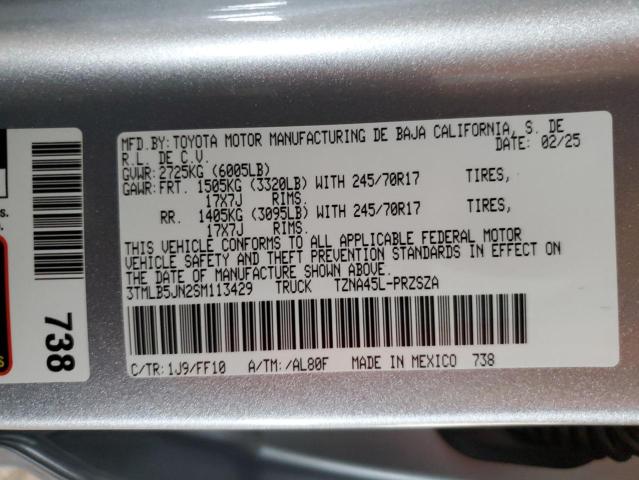 MFD.BY: TOYOTA MOTOR MANUFACTURING DE BAJA CALIFORNIA, S. DE
R.L. DE C.V. DATE: 02/25
GVWR: 2725KG (6005LB)
GAWR: FRT. 1505KG (3320LB) WITH 245/70R17 TIRES,
17X7J RIMS.
RR. 1405KG (3095LB) WITH 245/70R17 TIRES,
17X7J RIMS.
THIS VEHICLE CONFORMS TO ALL APPLICABLE FEDERAL MOTOR
VEHICLE SAFETY AND THEFT PREVENTION STANDARDS IN EFFECT ON
THE DATE OF MANUFACTURE SHOWN ABOVE.
3TMLB5JN2SM113429 TRUCK TZNA45L-PRZSZA
C/TR: 1J9/FF10 A/TM: /AL80F MADE IN MEXICO 738
738